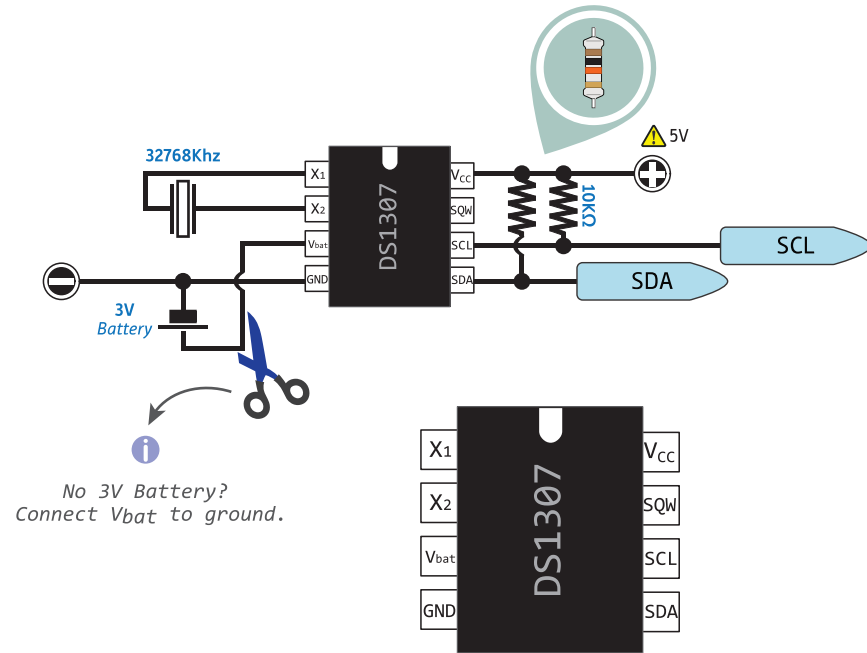 5V
32768Khz
X1
X2
Vbat
GND
DS1307
VCC
SQW
SCL
SDA
10KΩ
SCL
SDA
3V
Battery
No 3V Battery?
Connect Vbat to ground.
X1
X2
Vbat
GND
DS1307
VCC
SQW
SCL
SDA